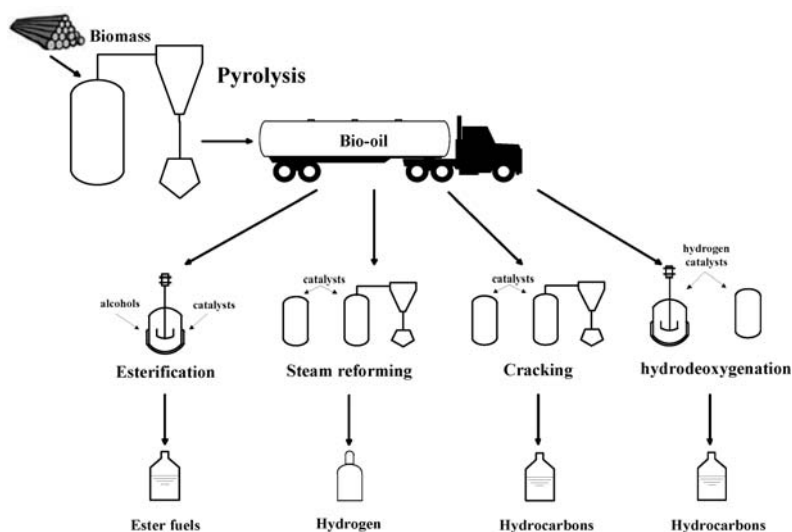 Biomass
Pyrolysis
Bio-oil
hydrogen
catalysts
catalysts
catalysts
alcohols
catalysts
Esterification
Steam reforming
Cracking
hydrodeoxygenation
Ester fuels
Hydrogen
Hydrocarbons
Hydrocarbons